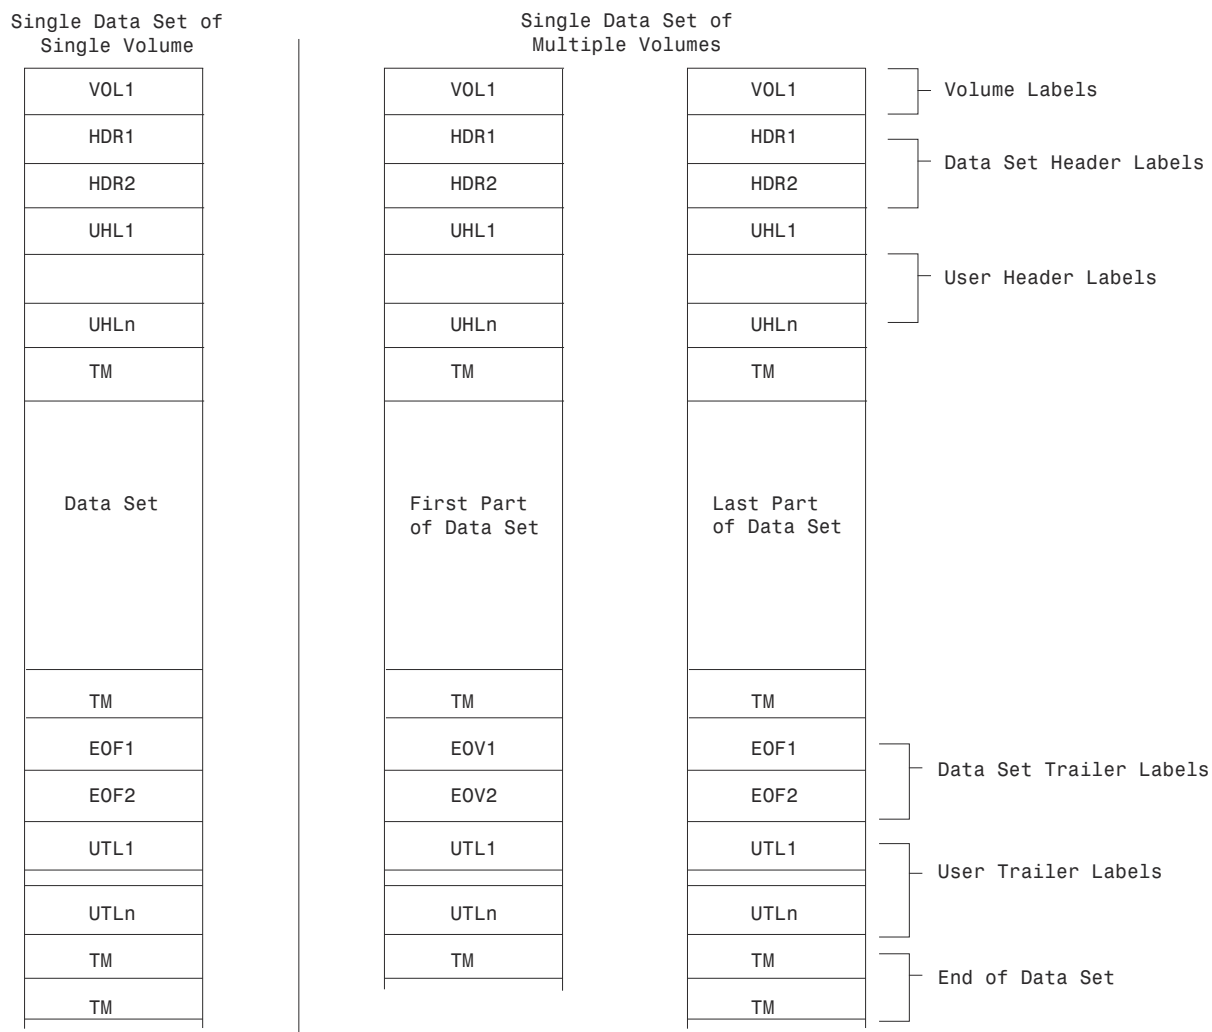 Single Data Set of
Single Volume
Single Data Set of
Multiple Volumes
VOL1
VOL1
VOL1
Volume Labels
HDR1
HDR1
HDR1
Data Set Header Labels
HDR2
HDR2
HDR2
UHL1
UHL1
UHL1
User Header Labels
UHLn
UHLn
UHLn
TM
TM
TM
Data Set
First Part
of Data Set
Last Part
of Data Set
TM
TM
TM
EOF1
EOV1
EOF1
Data Set Trailer Labels
EOF2
EOV2
EOF2
UTL1
UTL1
UTL1
User Trailer Labels
UTLn
UTLn
UTLn
TM
TM
TM
End of Data Set
TM
TM